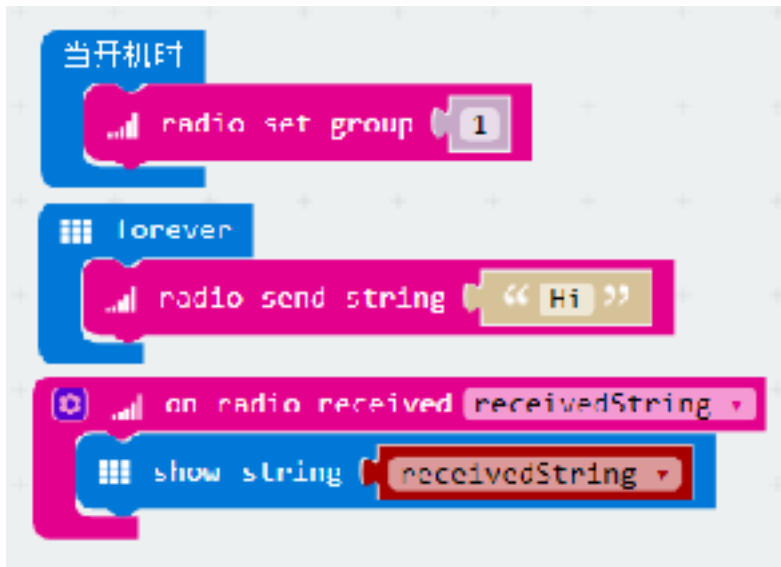 当开机时
radio set group 1
forever
radio send string “ Hi ”
on radio received receivedString
show string receivedString